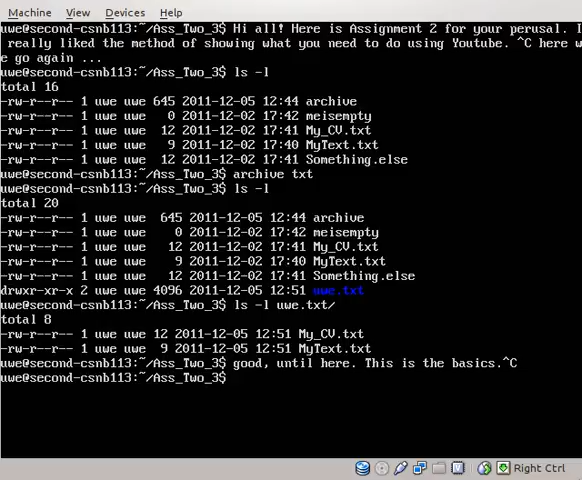 Machine View Devices Help
uwe@second-csnb113:~/Ass_Two_3$ Hi all! Here is Assignment 2 for your perusal. I
 really liked the method of showing what you need to do using Youtube. ^C here w
e go again ...
uwe@second-csnb113:~/Ass_Two_3$ ls -l
total 16
-rw-r--r-- 1 uwe uwe 645 2011-12-05 12:44 archive
-rw-r--r-- 1 uwe uwe   0 2011-12-02 17:42 meisempty
-rw-r--r-- 1 uwe uwe  12 2011-12-02 17:41 My_CV.txt
-rw-r--r-- 1 uwe uwe   9 2011-12-02 17:40 MyText.txt
-rw-r--r-- 1 uwe uwe  12 2011-12-02 17:41 Something.else
uwe@second-csnb113:~/Ass_Two_3$ archive txt
uwe@second-csnb113:~/Ass_Two_3$ ls -l
total 20
-rw-r--r-- 1 uwe uwe  645 2011-12-05 12:44 archive
-rw-r--r-- 1 uwe uwe    0 2011-12-02 17:42 meisempty
-rw-r--r-- 1 uwe uwe   12 2011-12-02 17:41 My_CV.txt
-rw-r--r-- 1 uwe uwe    9 2011-12-02 17:40 MyText.txt
-rw-r--r-- 1 uwe uwe   12 2011-12-02 17:41 Something.else
drwxr-xr-x 2 uwe uwe 4096 2011-12-05 12:51 uwe.txt
uwe@second-csnb113:~/Ass_Two_3$ ls -l uwe.txt/
total 8
-rw-r--r-- 1 uwe uwe 12 2011-12-05 12:51 My_CV.txt
-rw-r--r-- 1 uwe uwe  9 2011-12-05 12:51 MyText.txt
uwe@second-csnb113:~/Ass_Two_3$ good, until here. This is the basics.^C
uwe@second-csnb113:~/Ass_Two_3$
Right Ctrl